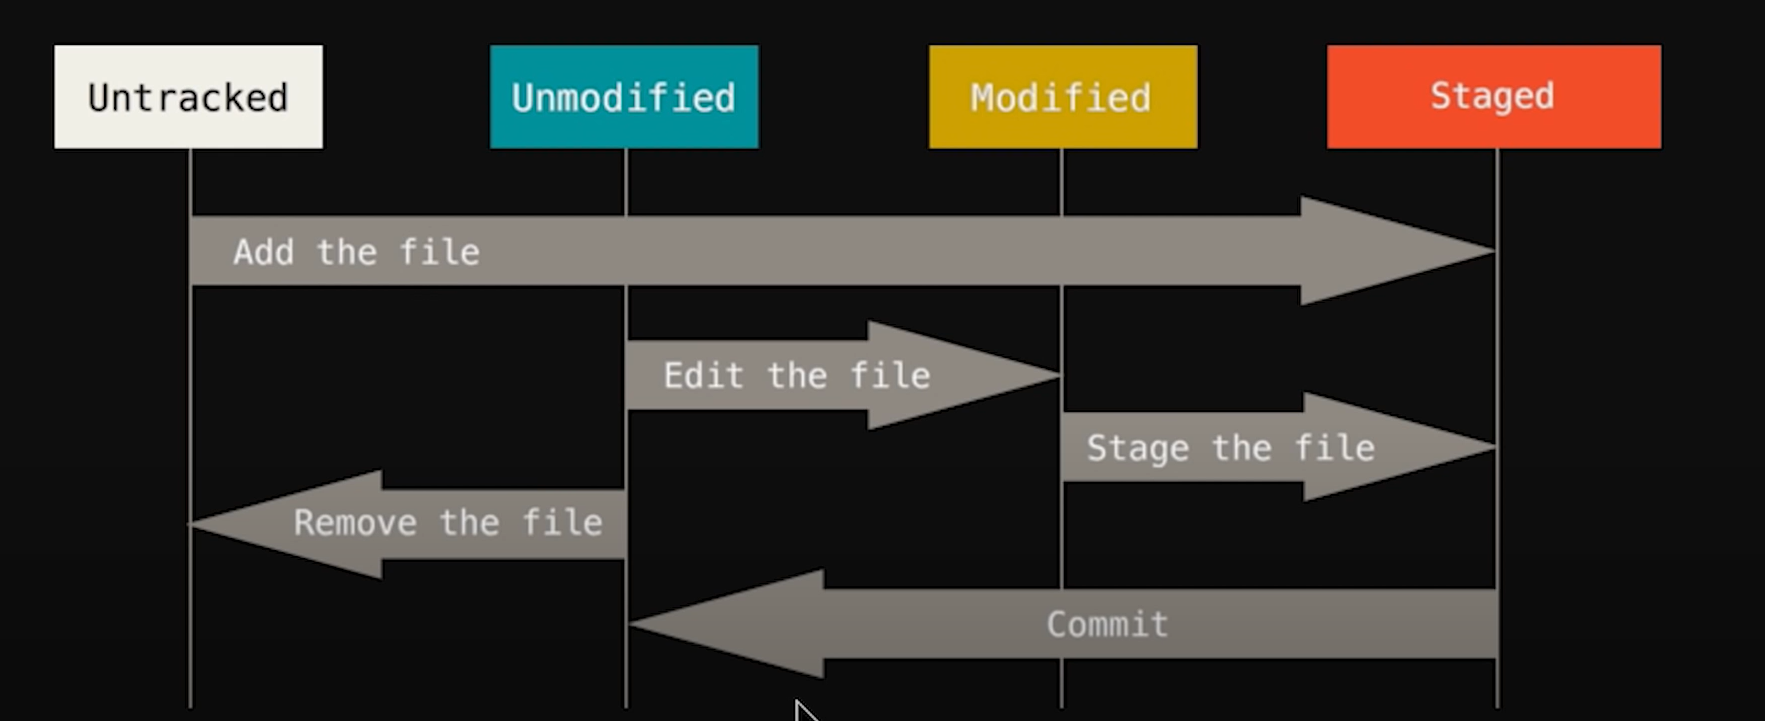 Untracked
Unmodified
Modified
Staged
Add the file
Edit the file
Stage the file
Remove the file
Commit